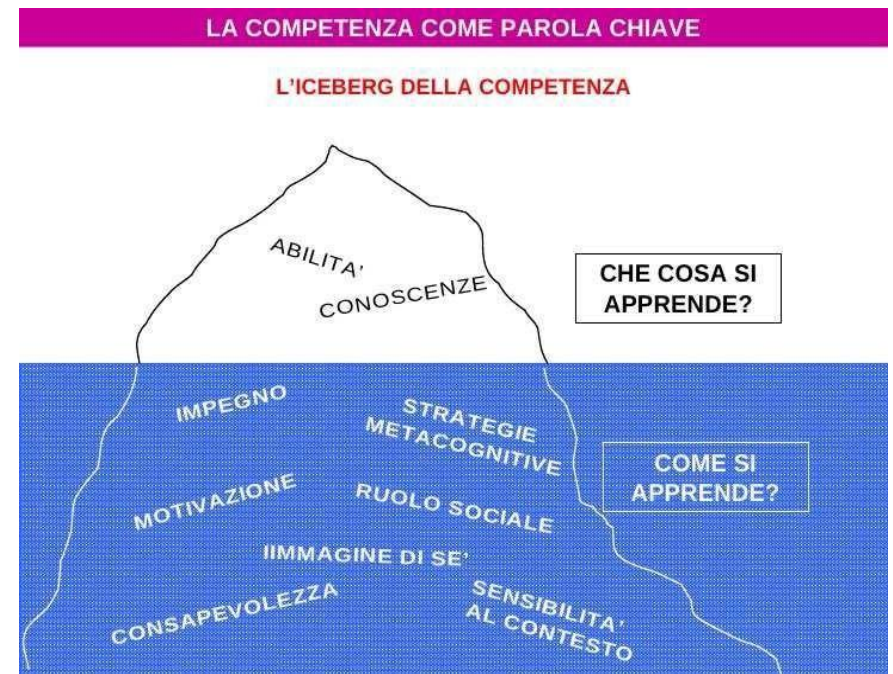 LA COMPETENZA COME PAROLA CHIAVE
L'ICEBERG DELLA COMPETENZA
ABILITA'
CONOSCENZE
CHE COSA SI
APPRENDE?
IMPEGNO
STRATEGIE
METACOGNITIVE
COME SI
APPRENDE?
MOTIVAZIONE
RUOLO SOCIALE
IIMMAGINE DI SE'
CONSAPEVOLEZZA
SENSIBILITA'
AL CONTESTO